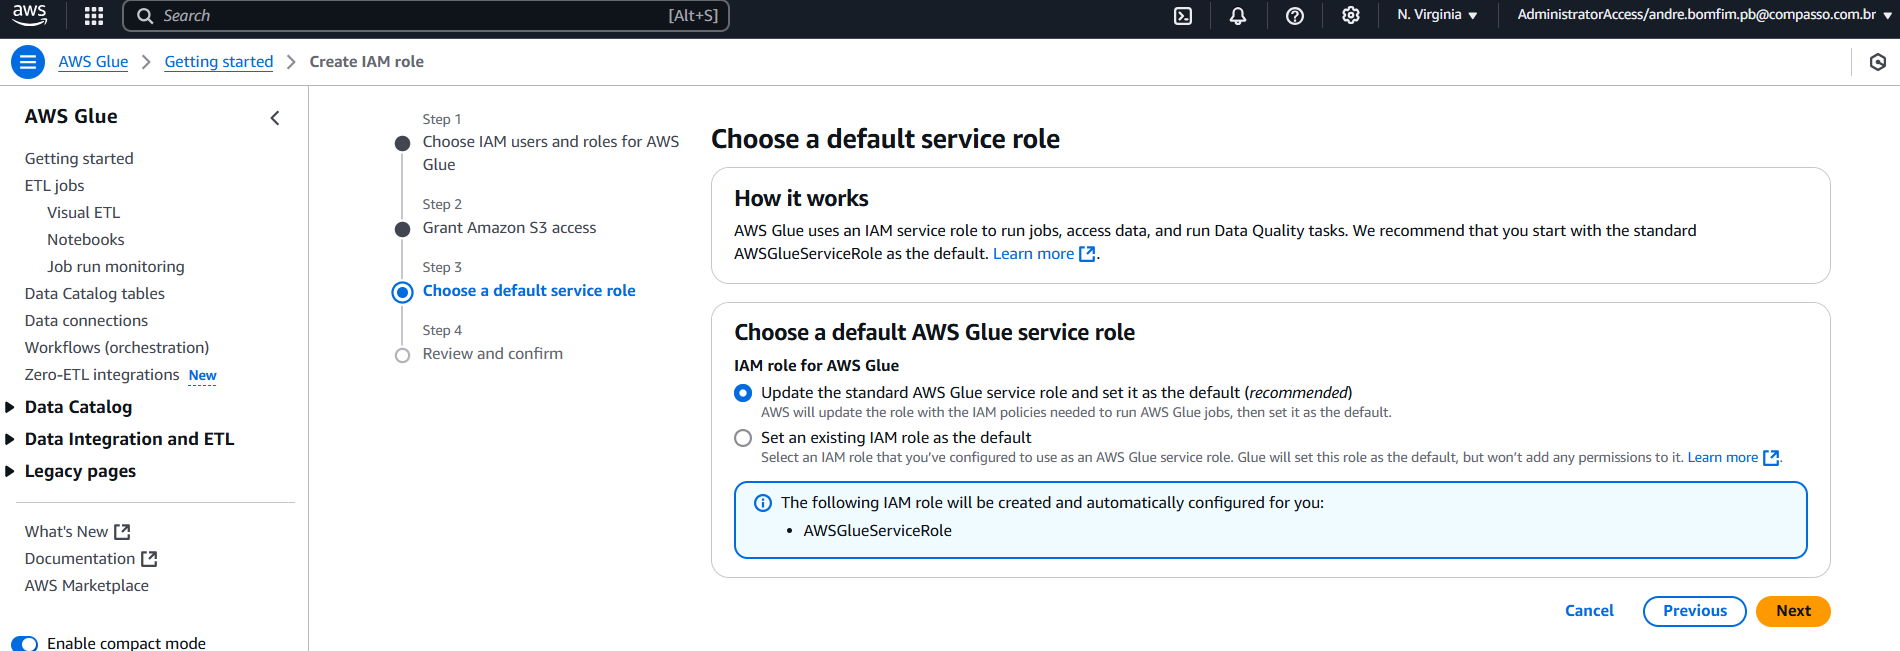 aws
Search
[Alt+S]
N. Virginia
AdministratorAccess/andre.bomfim.pb@compasso.com.br
AWS Glue
Getting started
Create IAM role
AWS Glue
Getting started
ETL jobs
Visual ETL
Notebooks
Job run monitoring
Data Catalog tables
Data connections
Workflows (orchestration)
Zero-ETL integrations New
Data Catalog
Data Integration and ETL
Legacy pages
What's New
Documentation
AWS Marketplace
Enable compact mode
Step 1
Choose IAM users and roles for AWS
Glue
Step 2
Grant Amazon S3 access
Step 3
Choose a default service role
Step 4
Review and confirm
Choose a default service role
How it works
AWS Glue uses an IAM service role to run jobs, access data, and run Data Quality tasks. We recommend that you start with the standard
AWSGlueServiceRole as the default. Learn more.
Choose a default AWS Glue service role
IAM role for AWS Glue
Update the standard AWS Glue service role and set it as the default (recommended)
AWS will update the role with the IAM policies needed to run AWS Glue jobs, then set it as the default.
Set an existing IAM role as the default
Select an IAM role that you've configured to use as an AWS Glue service role. Glue will set this role as the default, but won't add any permissions to it. Learn more.
The following IAM role will be created and automatically configured for you:
• AWSGlueServiceRole
Cancel
Previous
Next